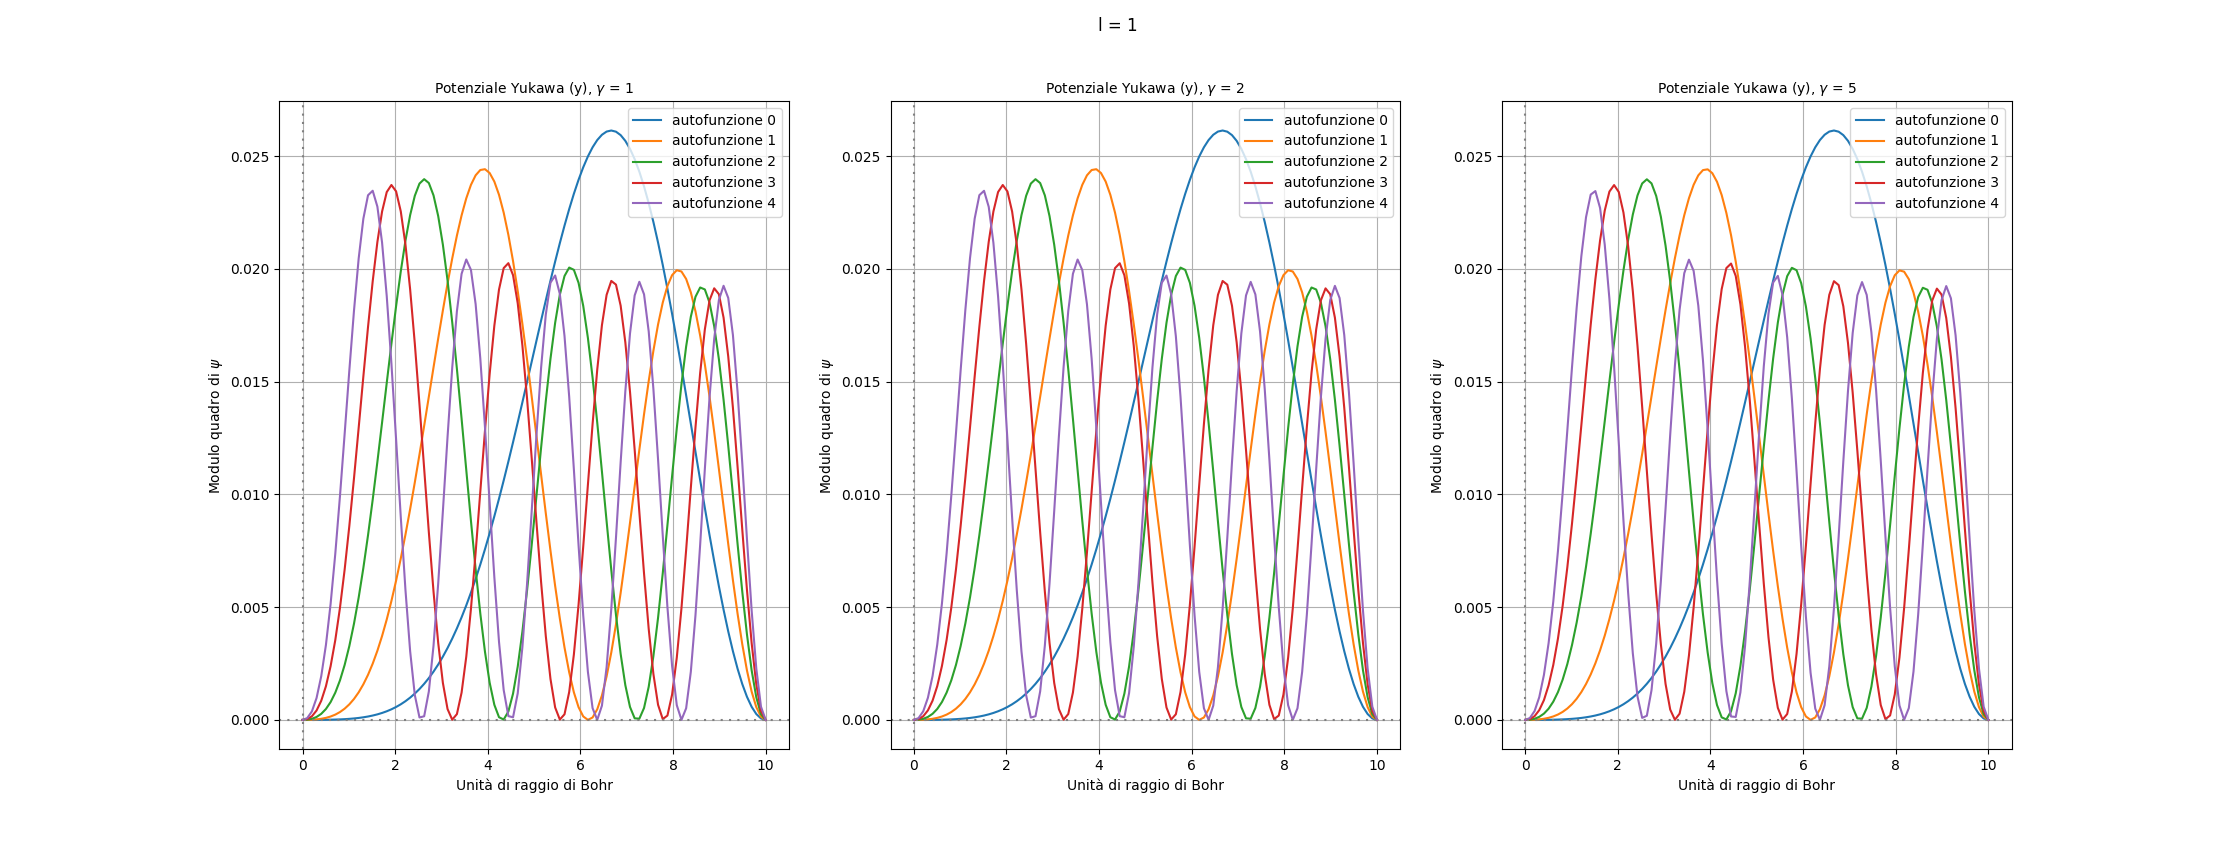 l = 1
Potenziale Yukawa (y), γ = 1
autofunzione 0
autofunzione 1
autofunzione 2
autofunzione 3
autofunzione 4
0.025
0.020
0.015
0.010
0.005
0.000
Modulo quadro di ψ
0 2 4 6 8 10
Unità di raggio di Bohr
Potenziale Yukawa (y), γ = 2
autofunzione 0
autofunzione 1
autofunzione 2
autofunzione 3
autofunzione 4
0.025
0.020
0.015
0.010
0.005
0.000
Modulo quadro di ψ
0 2 4 6 8 10
Unità di raggio di Bohr
Potenziale Yukawa (y), γ = 5
autofunzione 0
autofunzione 1
autofunzione 2
autofunzione 3
autofunzione 4
0.025
0.020
0.015
0.010
0.005
0.000
Modulo quadro di ψ
0 2 4 6 8 10
Unità di raggio di Bohr